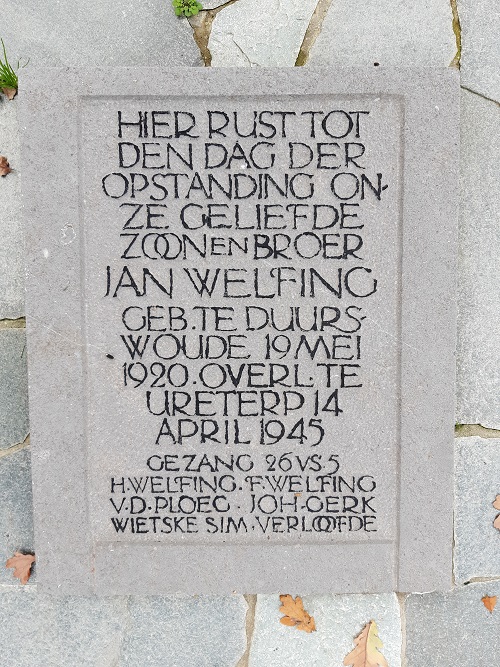 HIER RUST TOT
DEN DAG DER
OPSTANDING ON-
ZE GELIEFDE
ZOON EN BROER
JAN WELFING
GEB. TE DUURS-
WOUDE 19 MEI
1920. OVERL. TE
URETERP 14
APRIL 1945
GEZANG 26 VS 5
H. WELFING. F. WELFING
V.D. PLOEG. JOH. GERK
WIETSKE SIM. VERLOOFDE